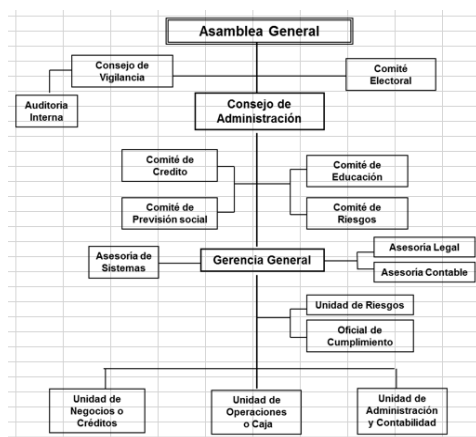 Asamblea General
Consejo de
Vigilancia
Comité
Electoral
Auditoria
Interna
Consejo de
Administración
Comité de
Credito
Comité de
Educación
Comité de
Previsión social
Comité de
Riesgos
Asesoria de
Sistemas
Gerencia General
Asesoria Legal
Asesoria Contable
Unidad de Riesgos
Oficial de
Cumplimiento
Unidad de
Negocios o
Créditos
Unidad de
Operaciones
o Caja
Unidad de
Administración
y Contabilidad